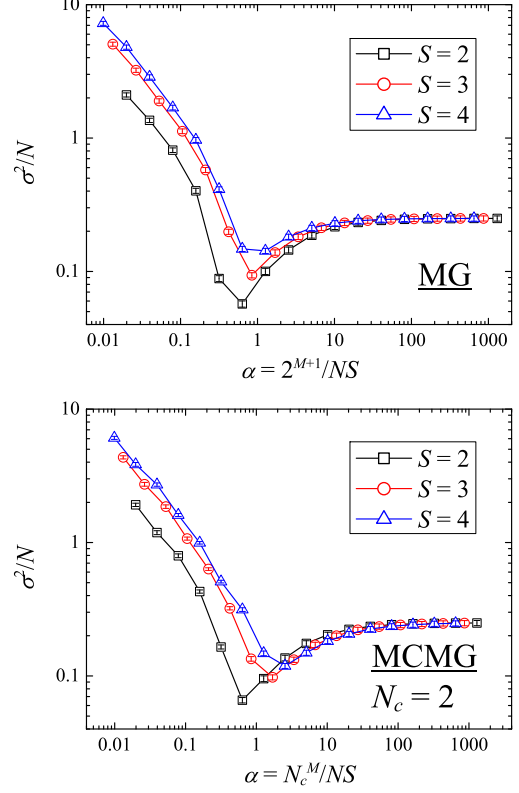 10
S = 2
S = 3
S = 4
1
σ²/N
0.1
MG
0.01 0.1 1 10 100 1000
α = 2^{M+1}/NS
10
S = 2
S = 3
S = 4
1
σ²/N
MCMG
0.1
N_c = 2
0.01 0.1 1 10 100 1000
α = N_c^M/NS